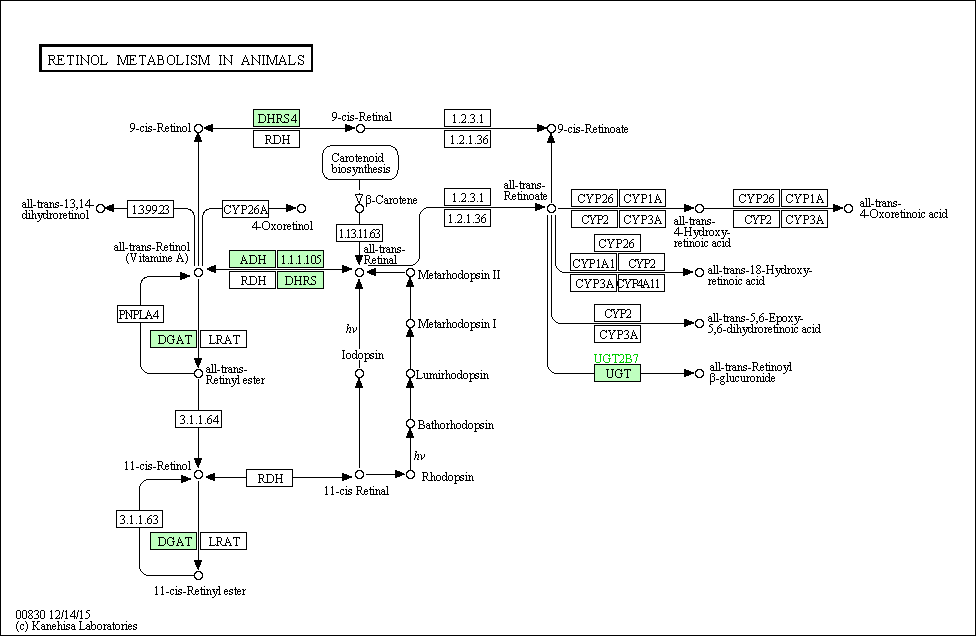 RETINOL METABOLISM IN ANIMALS
DHRS4
RDH
9-cis-Retinol
9-cis-Retinal
1.2.3.1
1.2.1.36
9-cis-Retinoate
Carotenoid
biosynthesis
β-Carotene
1.13.11.63
all-trans-
Retinal
all-trans-13,14-
dihydroretinol
1.3.99.23
CYP26A
4-Oxoretinol
all-trans-Retinol
(Vitamine A)
1.2.3.1
1.2.1.36
all-trans-
Retinoate
CYP26
CYP1A
CYP2
CYP3A
all-trans-
4-Hydroxy-
retinoic acid
CYP26
CYP1A
CYP2
CYP3A
all-trans-
4-Oxoretinoic acid
ADH
1.1.1.105
RDH
DHRS
Metarhodopsin II
CYP26
CYP1A1
CYP2
CYP3A
CYP4A11
all-trans-18-Hydroxy-
retinoic acid
PNPLA4
DGAT
LRAT
hν
Metarhodopsin I
CYP2
CYP3A
all-trans-5,6-Epoxy-
5,6-dihydroretinoic acid
Iodopsin
all-trans-
Retinyl ester
Lumirhodopsin
UGT2B7
UGT
all-trans-Retinoyl
β-glucuronide
3.1.1.64
Bathorhodopsin
hν
11-cis-Retinol
RDH
11-cis Retinal
Rhodopsin
3.1.1.63
DGAT
LRAT
11-cis-Retinyl ester
00830 12/14/15
(c) Kanehisa Laboratories